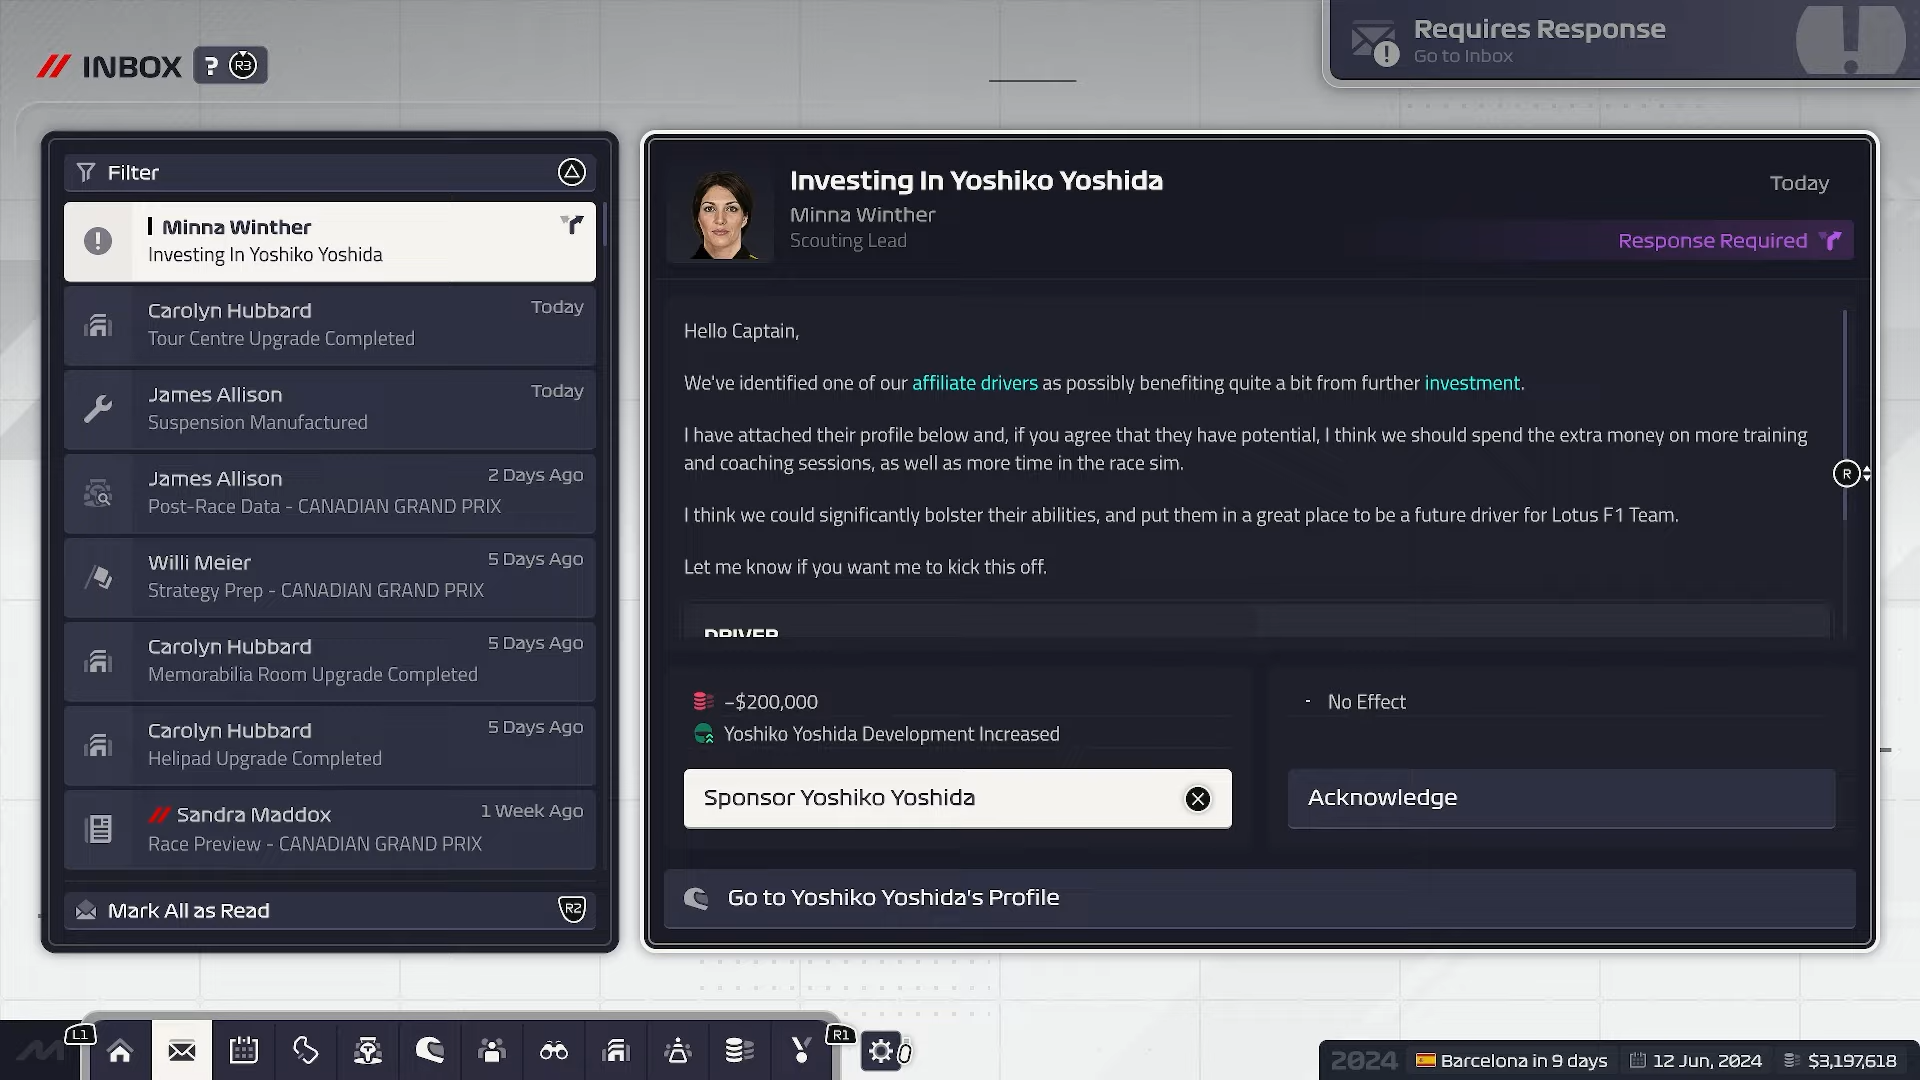 INBOX ? R3
Requires Response
Go to Inbox
Filter
Minna Winther
Investing In Yoshiko Yoshida
Carolyn Hubbard Today
Tour Centre Upgrade Completed
James Allison Today
Suspension Manufactured
James Allison 2 Days Ago
Post-Race Data - CANADIAN GRAND PRIX
Willi Meier 5 Days Ago
Strategy Prep - CANADIAN GRAND PRIX
Carolyn Hubbard 5 Days Ago
Memorabilia Room Upgrade Completed
Carolyn Hubbard 5 Days Ago
Helipad Upgrade Completed
Sandra Maddox 1 Week Ago
Race Preview - CANADIAN GRAND PRIX
Mark All as Read R2
Investing In Yoshiko Yoshida Today
Minna Winther
Scouting Lead
Response Required
Hello Captain,
We've identified one of our affiliate drivers as possibly benefiting quite a bit from further investment.
I have attached their profile below and, if you agree that they have potential, I think we should spend the extra money on more training
and coaching sessions, as well as more time in the race sim.
R
I think we could significantly bolster their abilities, and put them in a great place to be a future driver for Lotus F1 Team.
Let me know if you want me to kick this off.
DRIVER
-$200,000
Yoshiko Yoshida Development Increased
- No Effect
Sponsor Yoshiko Yoshida
Acknowledge
Go to Yoshiko Yoshida's Profile
L1 R1
2024 Barcelona in 9 days 12 Jun, 2024 $3,197,618